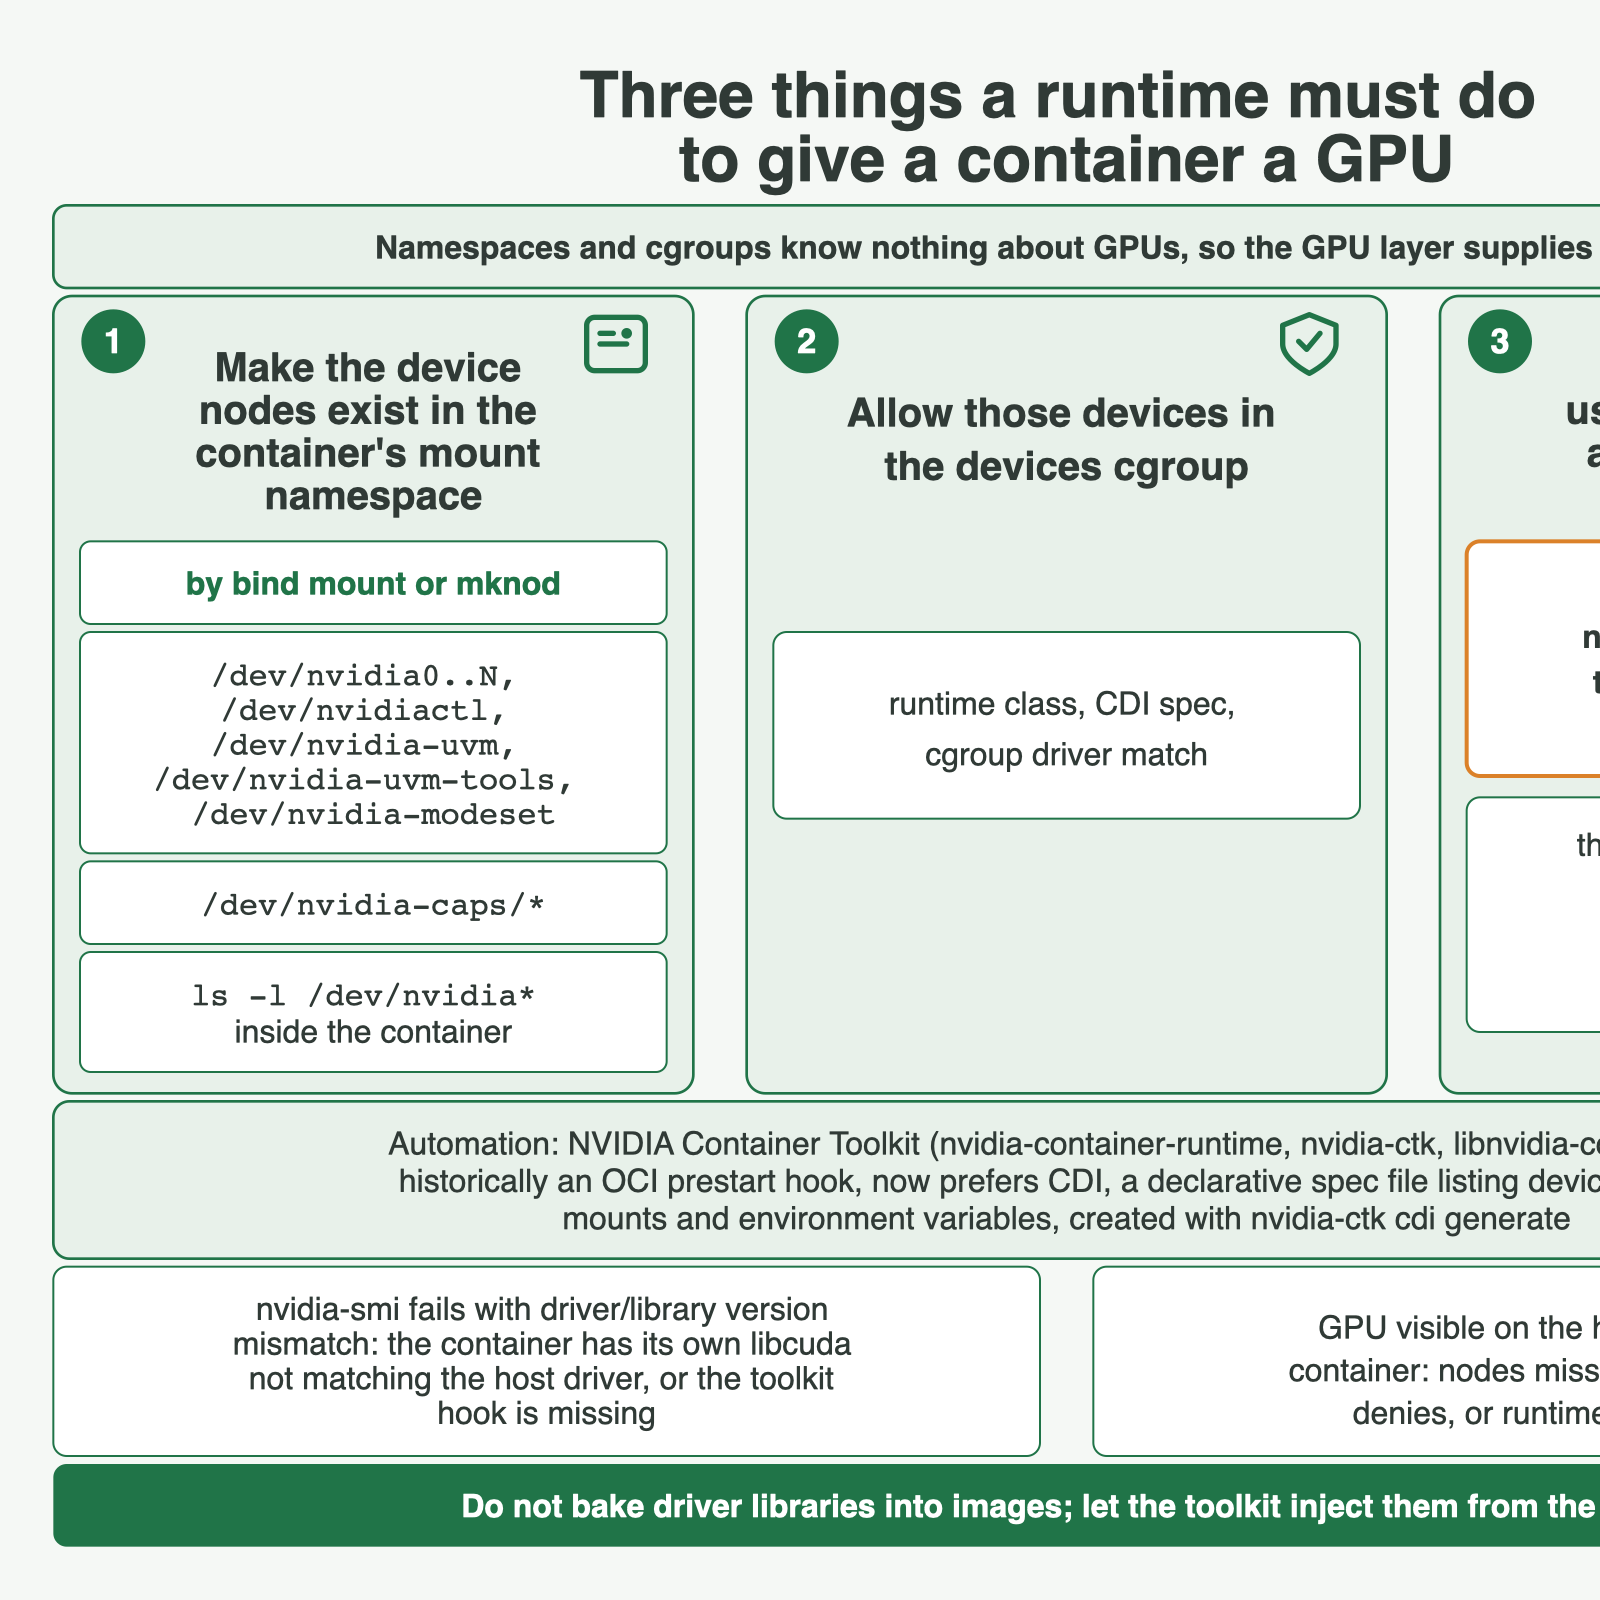 Three things a runtime must do
to give a container a GPU
Namespaces and cgroups know nothing about GPUs, so the GPU layer supplies
1
Make the device
nodes exist in the
container's mount
namespace
by bind mount or mknod
/dev/nvidia0..N,
/dev/nvidiactl,
/dev/nvidia-uvm,
/dev/nvidia-uvm-tools,
/dev/nvidia-modeset
/dev/nvidia-caps/*
ls -l /dev/nvidia*
inside the container
2
Allow those devices in
the devices cgroup
runtime class, CDI spec,
cgroup driver match
3
Automation: NVIDIA Container Toolkit (nvidia-container-runtime, nvidia-ctk,
historically an OCI prestart hook, now prefers CDI, a declarative spec file listing
mounts and environment variables, created with nvidia-ctk cdi generate
nvidia-smi fails with driver/library version
mismatch: the container has its own libcuda
not matching the host driver, or the toolkit
hook is missing
GPU visible on the
container: nodes
denies, or
Do not bake driver libraries into images; let the toolkit inject them from the